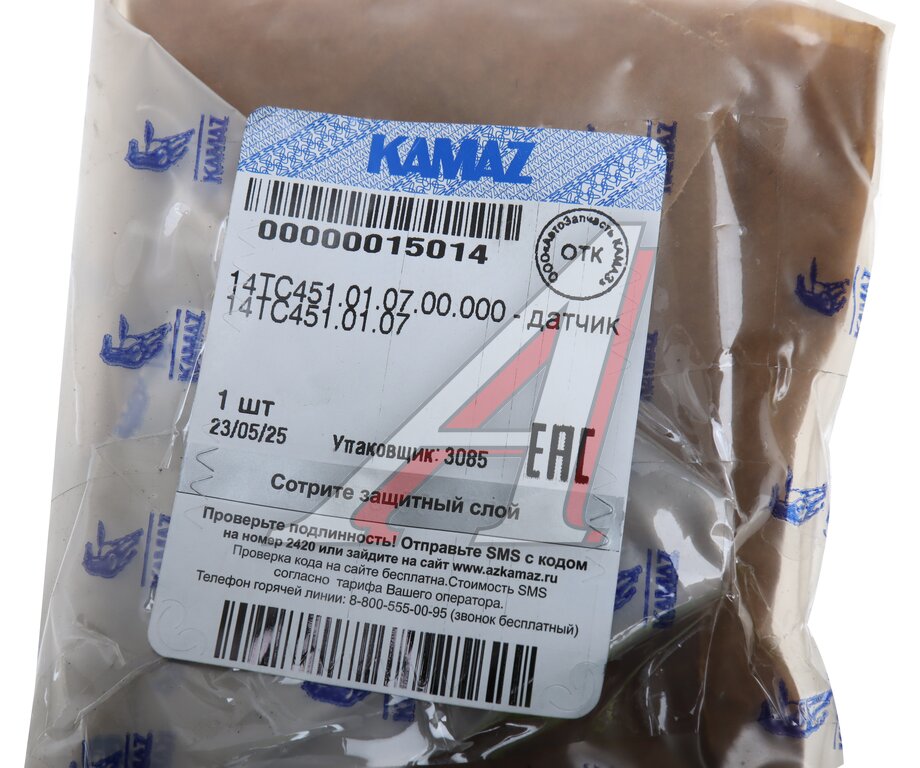 KAMAZ
00000015014
ООО«АвтоЗапчасть КАМАЗ»
ОТК
14ТС451.01.07.00.000 - датчик
14ТС451.01.07
1 шт
23/05/25
Упаковщик: 3085
ЕАС
Сотрите защитный слой
Проверьте подлинность! Отправьте SMS с кодом
на номер 2420 или зайдите на сайт www.azkamaz.ru
Проверка кода на сайте бесплатна.Стоимость SMS
согласно тарифа Вашего оператора.
Телефон горячей линии: 8-800-555-00-95 (звонок бесплатный)
KAMAZ
KAMAZ
KAMAZ
KAMAZ